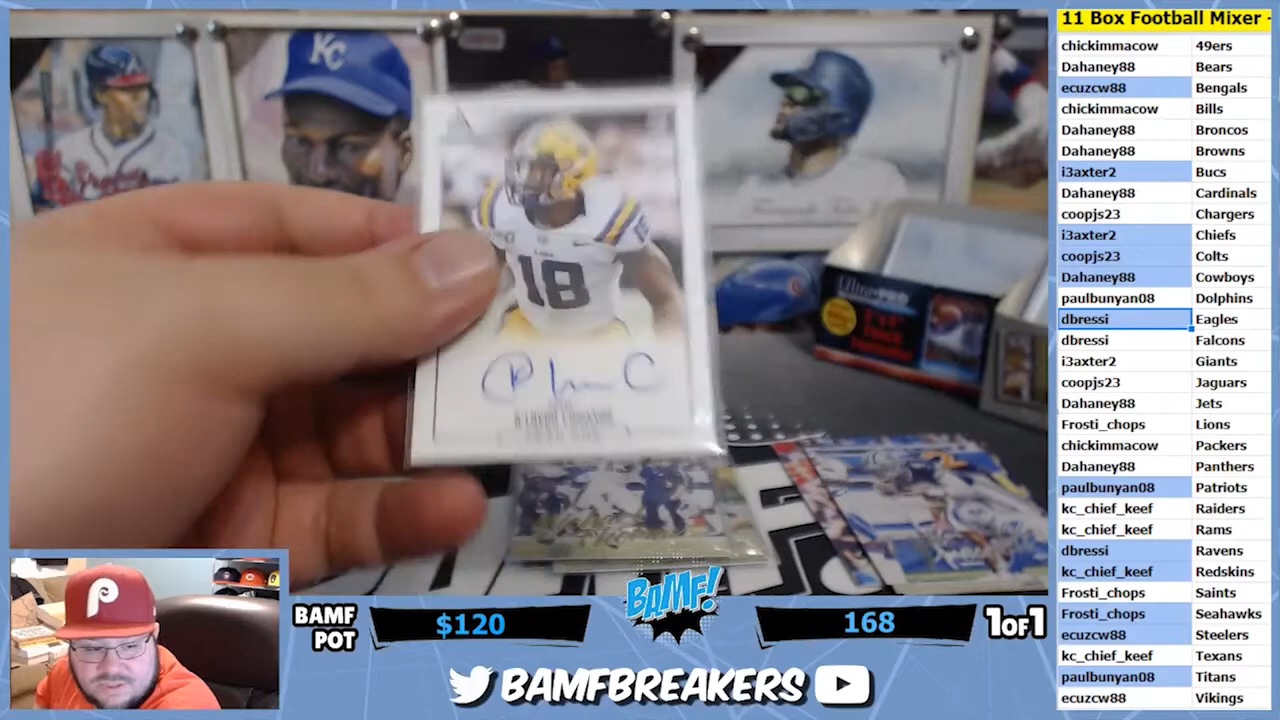 11 Box Football Mixer -
chickimmacow 49ers
Dahaney88 Bears
ecuzcw88 Bengals
chickimmacow Bills
Dahaney88 Broncos
Dahaney88 Browns
i3axter2 Bucs
Dahaney88 Cardinals
coopjs23 Chargers
i3axter2 Chiefs
coopjs23 Colts
Dahaney88 Cowboys
paulbunyan08 Dolphins
dbressi Eagles
dbressi Falcons
i3axter2 Giants
coopjs23 Jaguars
Dahaney88 Jets
Frosti_chops Lions
chickimmacow Packers
Dahaney88 Panthers
paulbunyan08 Patriots
kc_chief_keef Raiders
kc_chief_keef Rams
dbressi Ravens
kc_chief_keef Redskins
Frosti_chops Saints
Frosti_chops Seahawks
ecuzcw88 Steelers
kc_chief_keef Texans
paulbunyan08 Titans
ecuzcw88 Vikings
KC
18
P
BAMF POT
$120
BAMF!
168
1OF1
BAMFBREAKERS